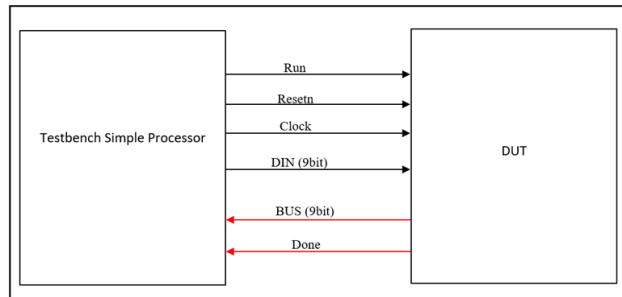 Run
Resetn
Clock
Testbench Simple Processor
DUT
DIN (9bit)
BUS (9bit)
Done